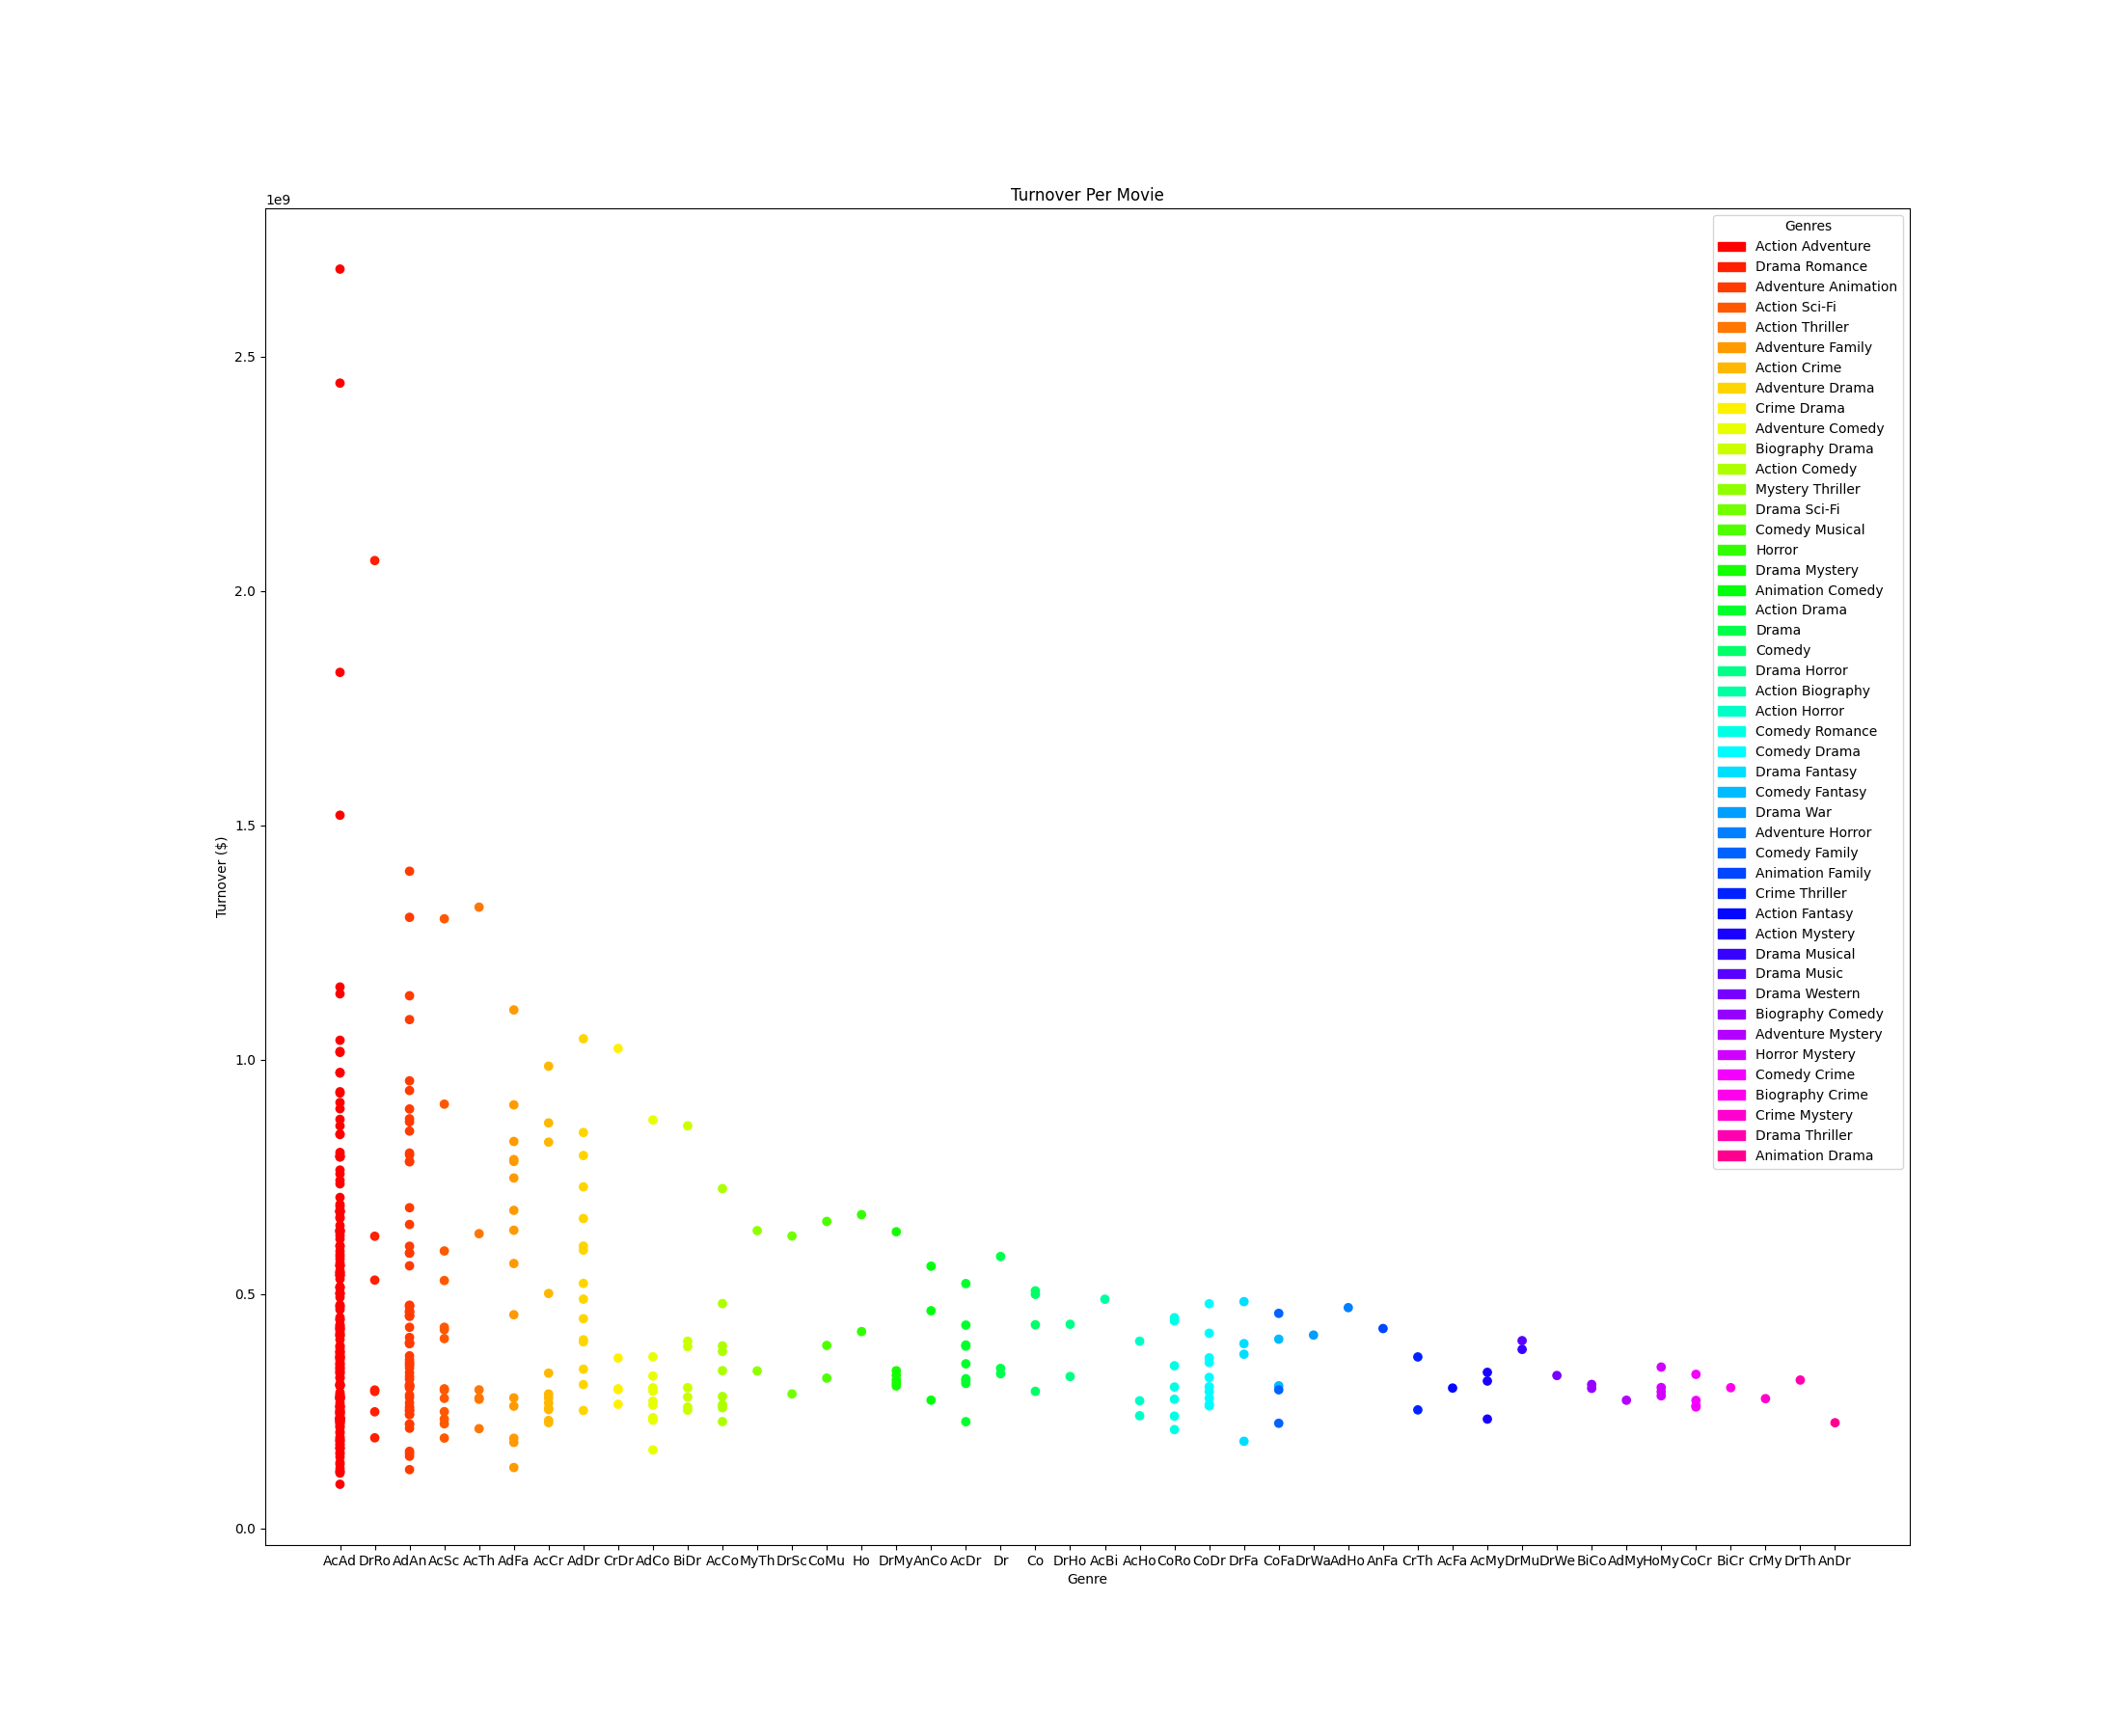 Turnover Per Movie
1e9
2.5
2.0
1.5
1.0
0.5
0.0
Turnover ($)
AcAd DrRo AdAn AcSc AcTh AdFa AcCr AdDr CrDr AdCo BiDr AcCo MyTh DrSc CoMu Ho DrMy AnCo AcDr Dr Co DrHo AcBi AcHo CoRo CoDr DrFa CoFa DrWa AdHo AnFa CrTh AcFa AcMy DrMu DrWe BiCo AdMy HoMy CoCr BiCr CrMy DrTh AnDr
Genre
Genres
Action Adventure
Drama Romance
Adventure Animation
Action Sci-Fi
Action Thriller
Adventure Family
Action Crime
Adventure Drama
Crime Drama
Adventure Comedy
Biography Drama
Action Comedy
Mystery Thriller
Drama Sci-Fi
Comedy Musical
Horror
Drama Mystery
Animation Comedy
Action Drama
Drama
Comedy
Drama Horror
Action Biography
Action Horror
Comedy Romance
Comedy Drama
Drama Fantasy
Comedy Fantasy
Drama War
Adventure Horror
Comedy Family
Animation Family
Crime Thriller
Action Fantasy
Action Mystery
Drama Musical
Drama Music
Drama Western
Biography Comedy
Adventure Mystery
Horror Mystery
Comedy Crime
Biography Crime
Crime Mystery
Drama Thriller
Animation Drama